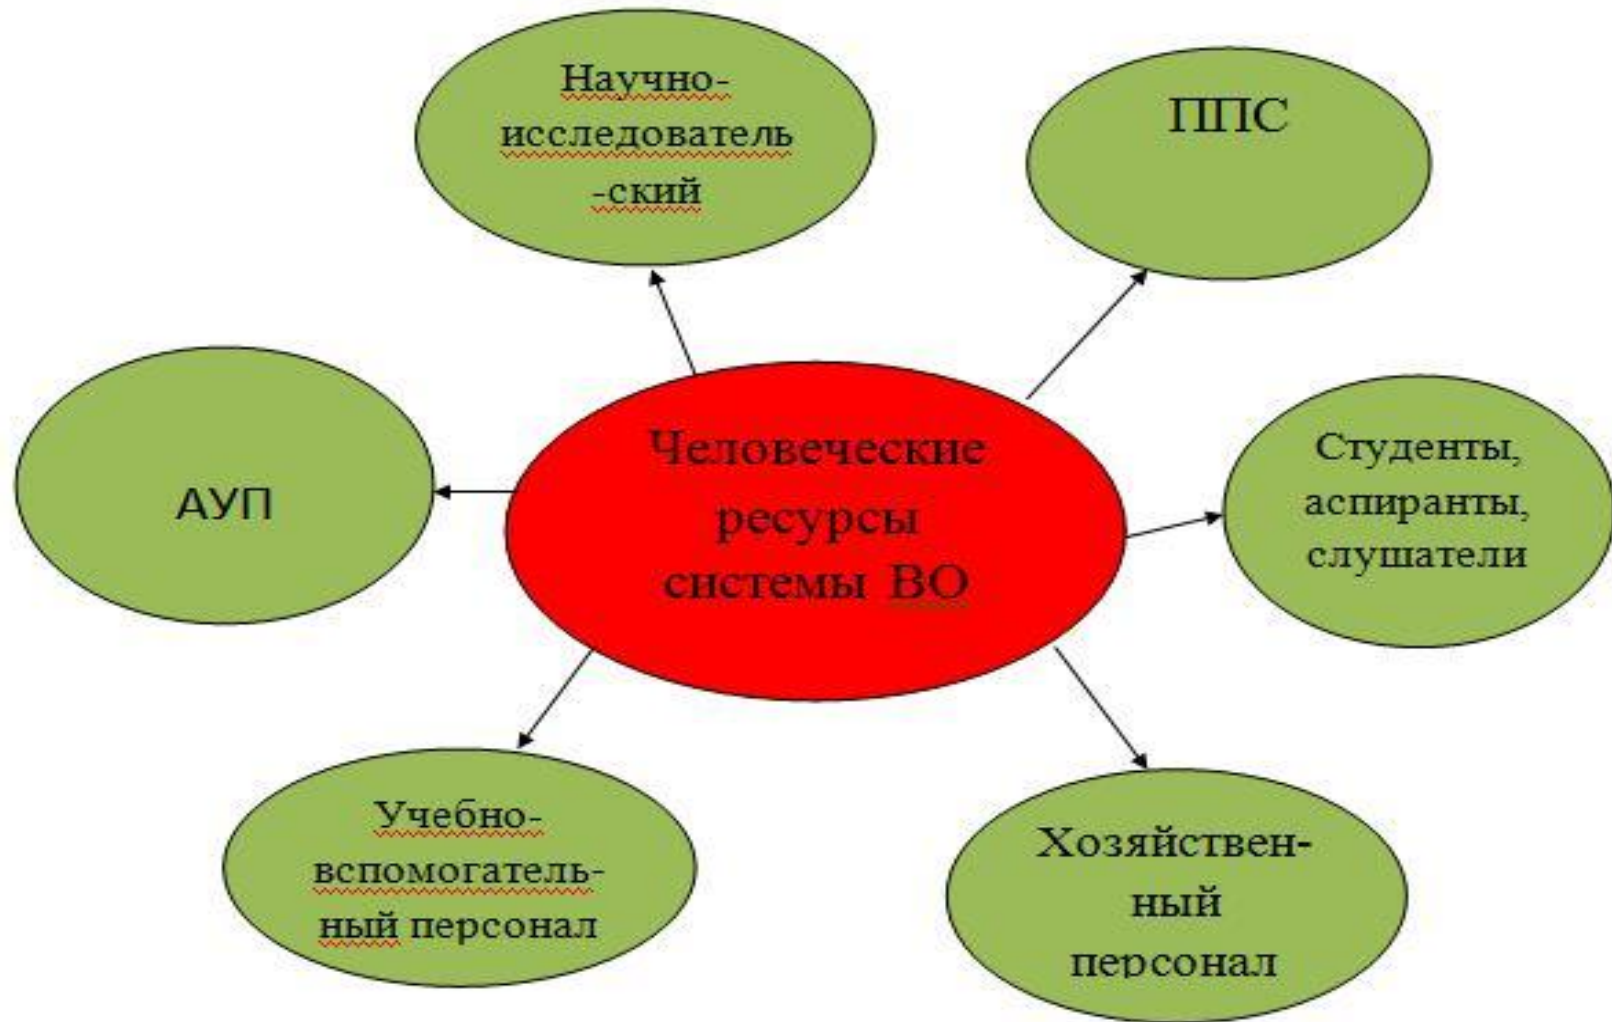 Научно-
исследователь
-ский
ППС
АУП
Человеческие
ресурсы
системы ВО
Студенты,
аспиранты,
слушатели
Учебно-
вспомогатель-
ный персонал
Хозяйствен-
ный
персонал